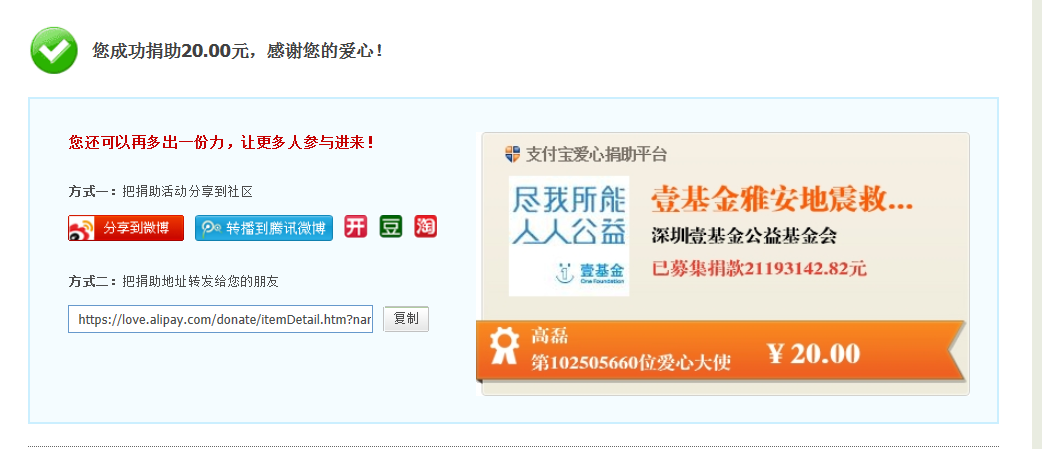 您成功捐助20.00元，感谢您的爱心！
您还可以再多出一份力，让更多人参与进来！
方式一：把捐助活动分享到社区
分享到微博
转播到腾讯微博
开
豆
淘
方式二：把捐助地址转发给您的朋友
https://love.alipay.com/donate/itemDetail.htm?nar
复制
支付宝爱心捐助平台
尽我所能
人人公益
壹基金
One Foundation
壹基金雅安地震救...
深圳壹基金公益基金会
已募集捐款21193142.82元
高磊
第102505660位爱心大使
¥ 20.00